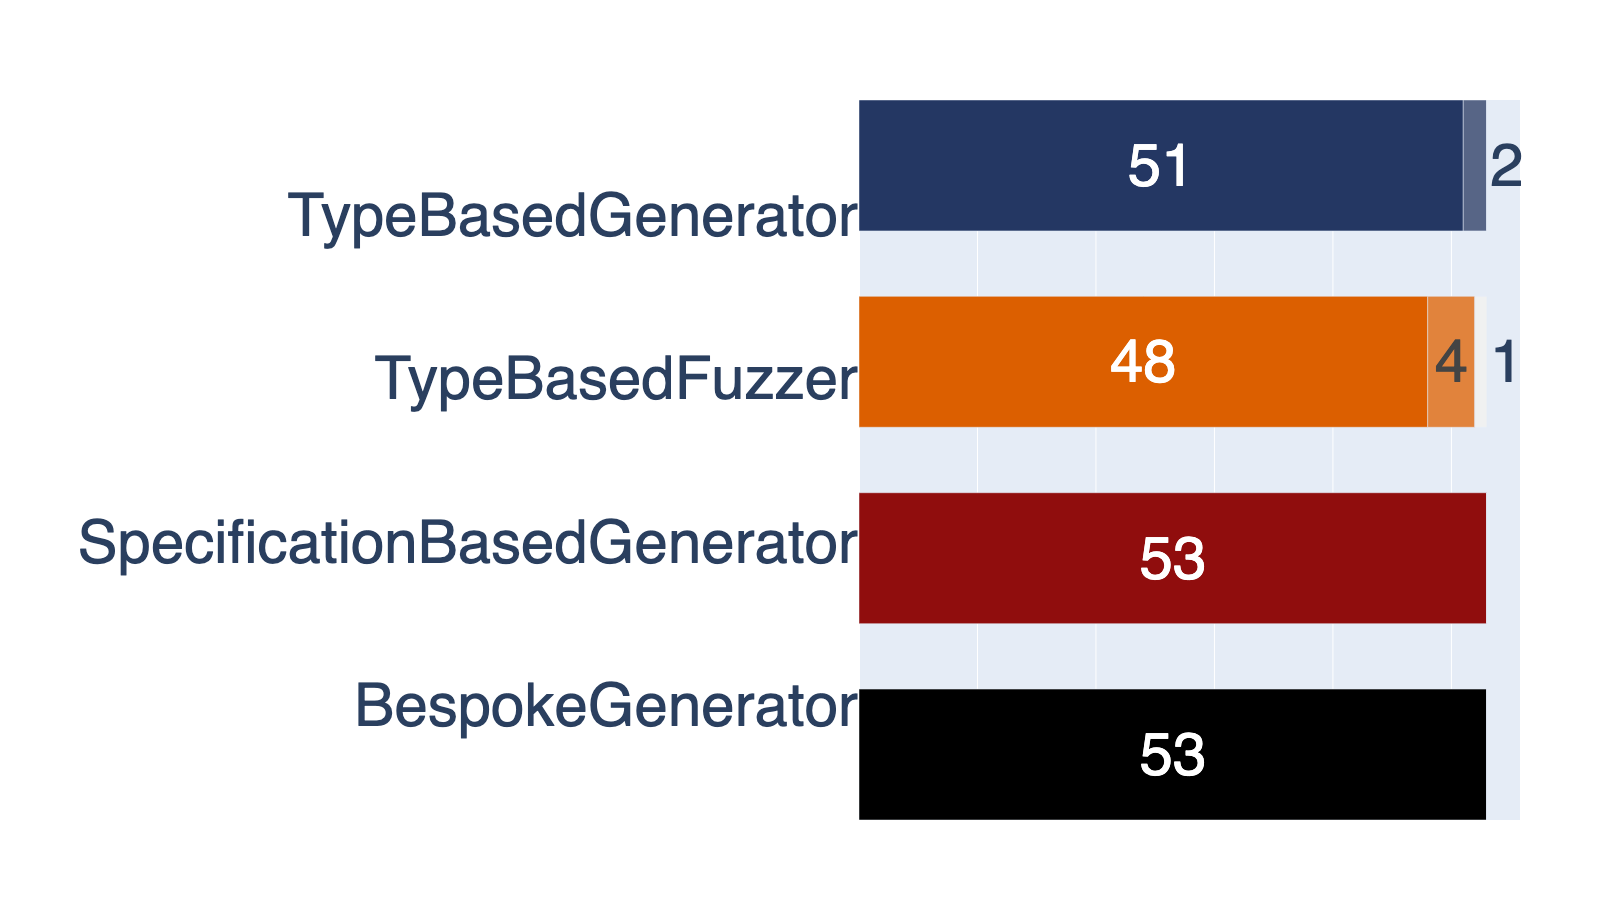 51 2
TypeBasedGenerator
48 4 1
TypeBasedFuzzer
SpecificationBasedGenerator
53
BespokeGenerator
53